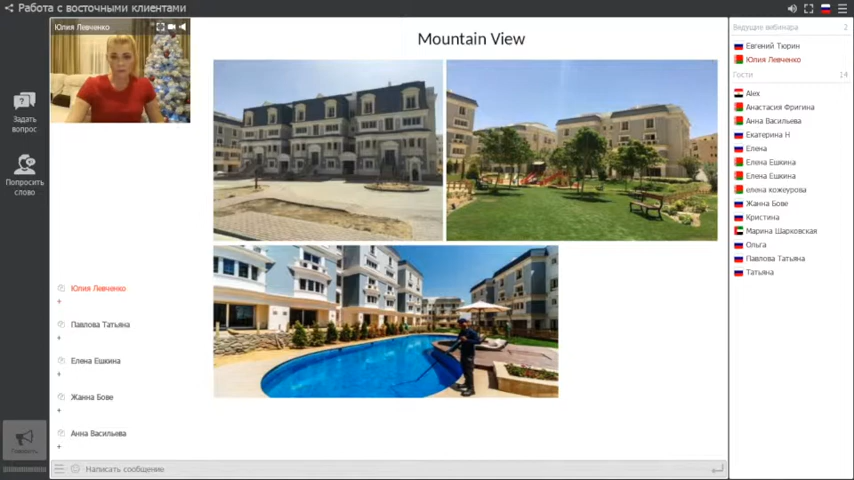 Работа с восточными клиентами
Юлия Левченко
Mountain View
Задать
вопрос
Попросить
слово
Юлия Левченко
+
Павлова Татьяна
+
Елена Ешкина
+
Жанна Бове
+
Анна Васильева
+
Написать сообщение
Ведущие вебинара 2
Евгений Тюрин
Юлия Левченко
Гости 14
Alex
Анастасия Фригина
Анна Васильева
Екатерина Н
Елена
Елена Ешкина
Елена Ешкина
елена кожеурова
Жанна Бове
Кристина
Марина Шарковская
Ольга
Павлова Татьяна
Татьяна